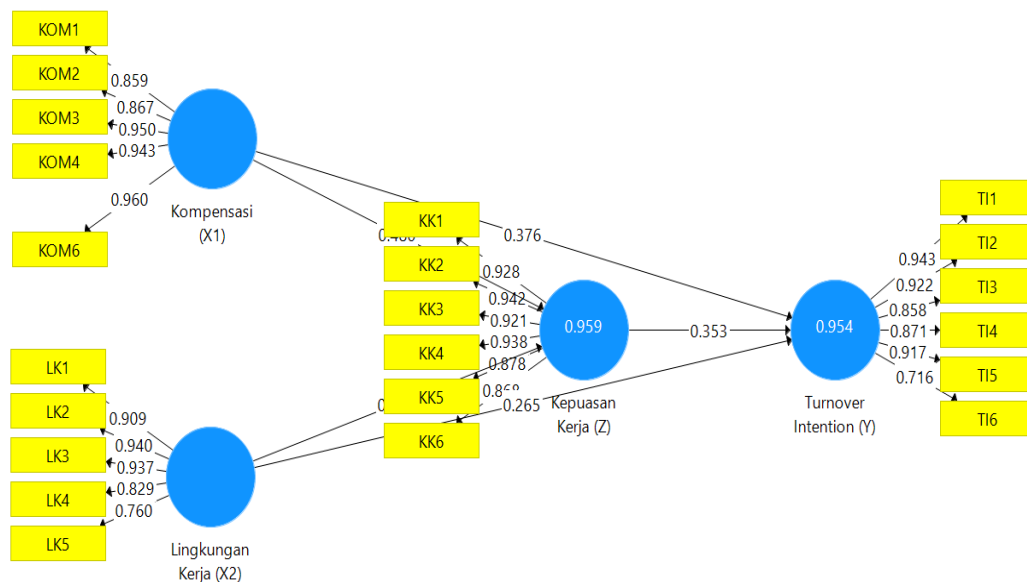 KOM1
KOM2
KOM3
KOM4
KOM6
0.859
0.867
0.950
0.943
0.960
Kompensasi
(X1)
LK1
LK2
LK3
LK4
LK5
0.909
0.940
0.937
0.829
0.760
Lingkungan
Kerja (X2)
KK1
KK2
KK3
KK4
KK5
KK6
0.928
0.942
0.921
0.938
0.878
0.959
Kepuasan
Kerja (Z)
0.376
0.353
0.265
0.954
Turnover
Intention (Y)
0.943
0.922
0.858
0.871
0.917
0.716
TI1
TI2
TI3
TI4
TI5
TI6